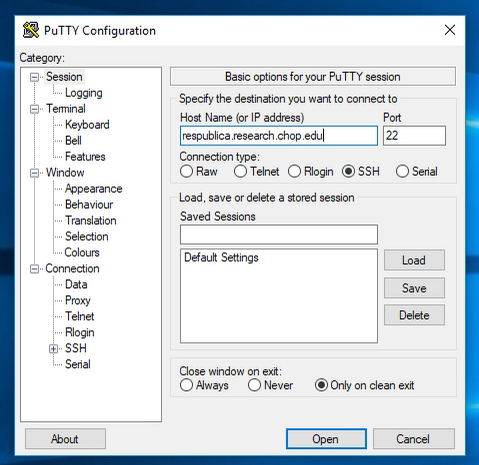 PuTTY Configuration
Category:
Session
Logging
Terminal
Keyboard
Bell
Features
Window
Appearance
Behaviour
Translation
Selection
Colours
Connection
Data
Proxy
Telnet
Rlogin
SSH
Serial
Basic options for your PuTTY session
Specify the destination you want to connect to
Host Name (or IP address) Port
respublica.research.chop.edu 22
Connection type:
Raw Telnet Rlogin SSH Serial
Load, save or delete a stored session
Saved Sessions
Default Settings
Load
Save
Delete
Close window on exit:
Always Never Only on clean exit
About Open Cancel